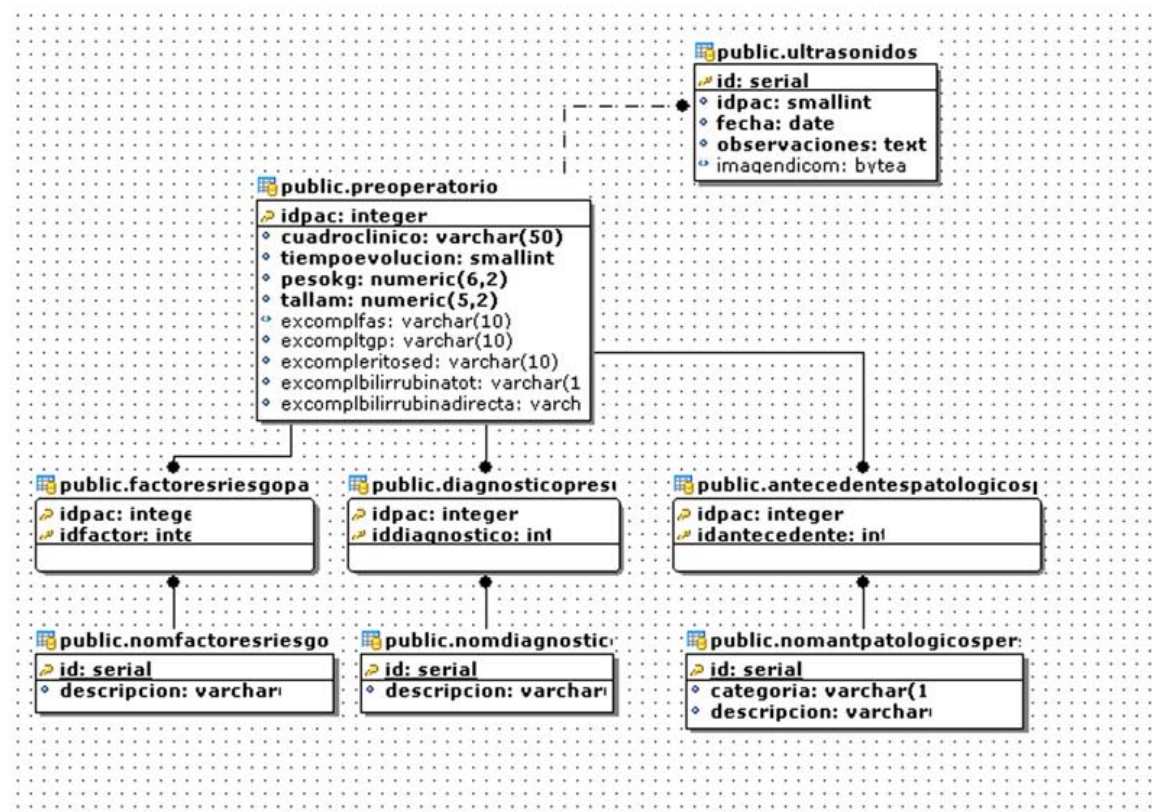 public.ultrasonidos
id: serial
idpac: smallint
fecha: date
observaciones: text
imagendicom: bytea
public.preoperatorio
idpac: integer
cuadroclinico: varchar(50)
tiempoevolucion: smallint
pesokg: numeric(6,2)
tallam: numeric(5,2)
excomplfas: varchar(10)
excompltgp: varchar(10)
excompleritosed: varchar(10)
excomplbilirrubinatot: varchar(1
excomplbilirrubinadirecta: varch
public.factoresriesgopa
idpac: intege
idfactor: inte
public.diagnosticopresu
idpac: integer
iddiagnostico: int
public.antecedentespatologicosp
idpac: integer
idantecedente: int
public.nomfactoresriesgo
id: serial
descripcion: varchar(
public.nomdiagnostic
id: serial
descripcion: varchar(
public.nomantpatologicospers
id: serial
categoria: varchar(1
descripcion: varchar(